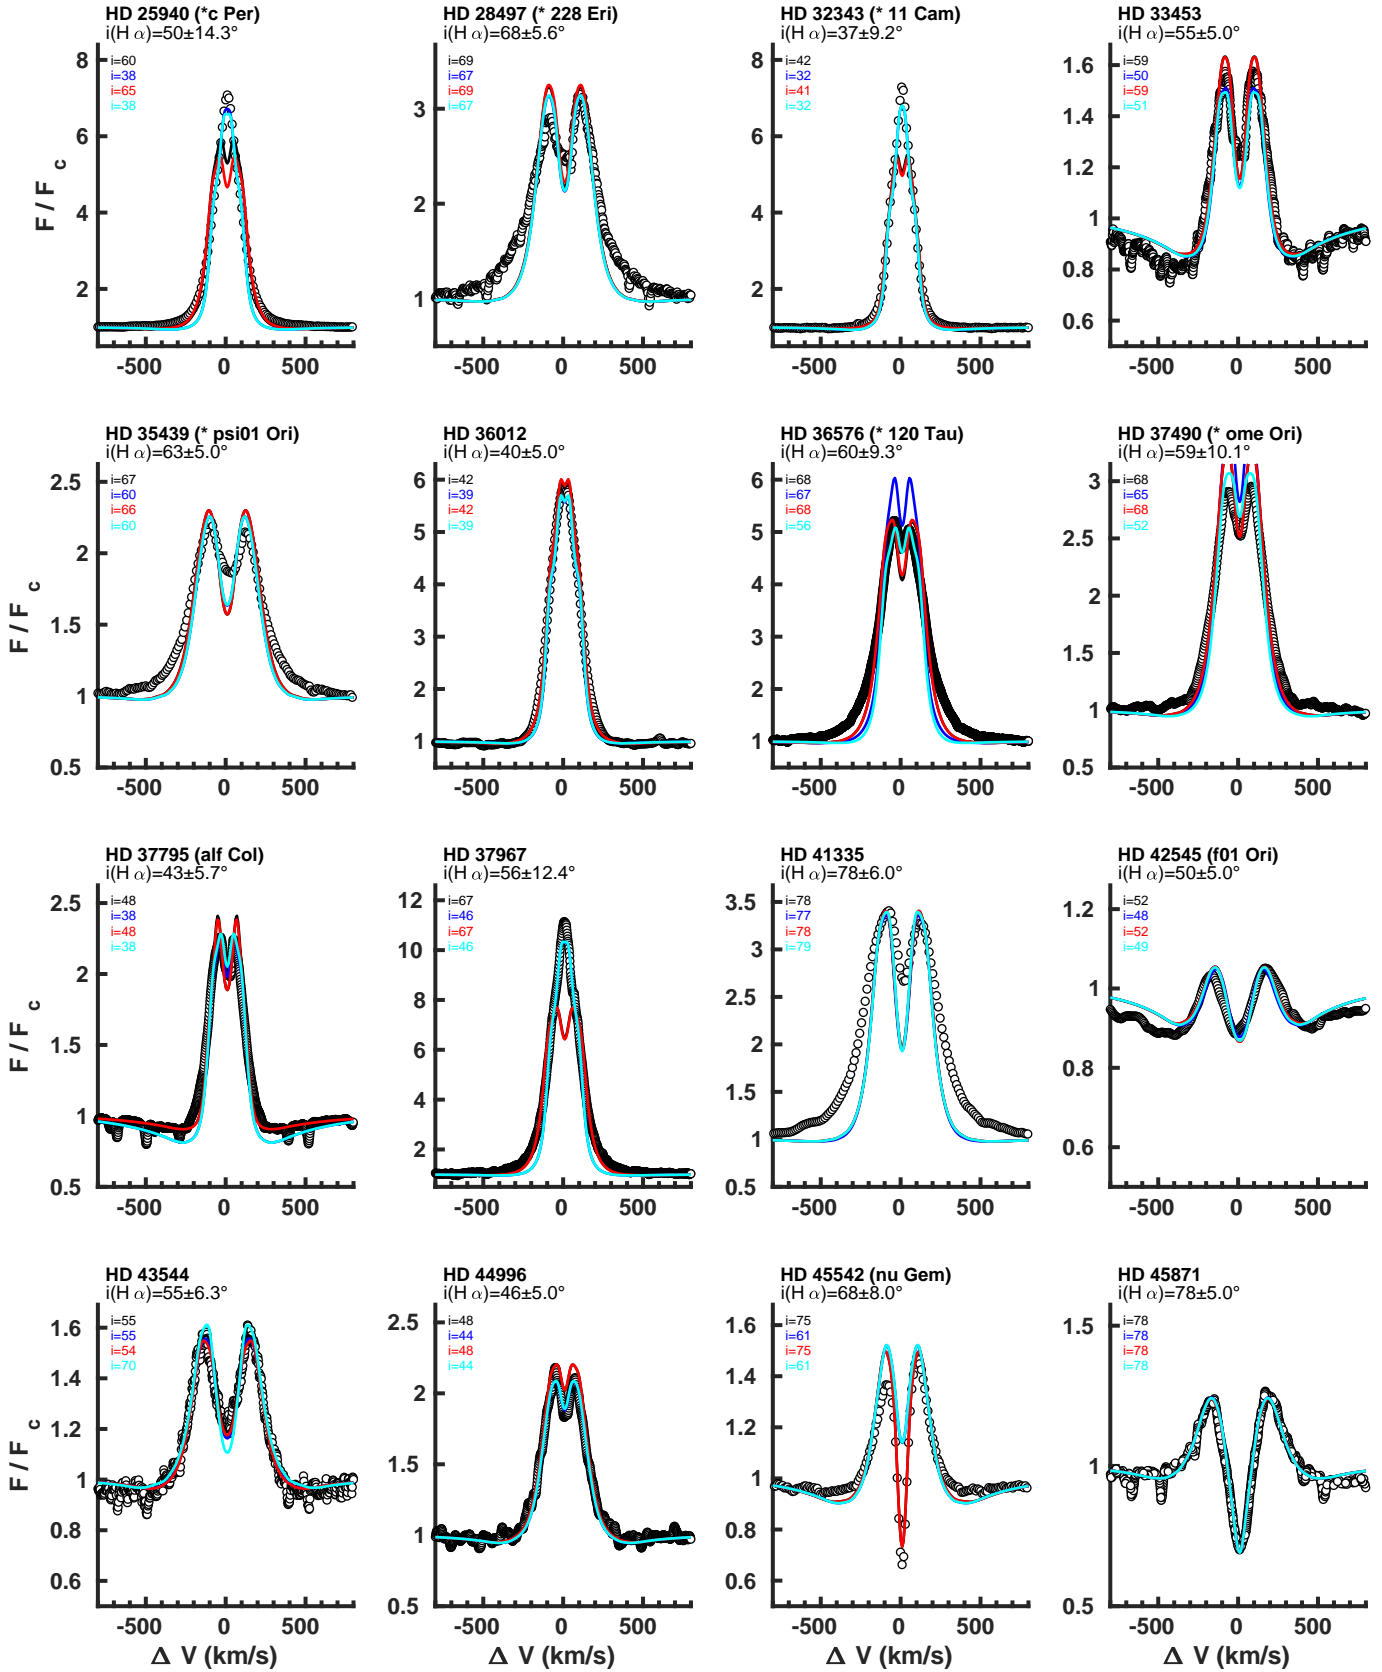 HD 25940 (*c Per)
i(H α)=50±14.3°
i=60
i=38
i=65
i=38
8
6
4
2
-500
0
500
F / F c
HD 28497 (* 228 Eri)
i(H α)=68±5.6°
i=69
i=67
i=69
i=67
3
2
1
-500
0
500
HD 32343 (* 11 Cam)
i(H α)=37±9.2°
i=42
i=32
i=41
i=32
8
6
4
2
-500
0
500
HD 33453
i(H α)=55±5.0°
i=59
i=50
i=59
i=51
1.6
1.4
1.2
1
0.8
0.6
-500
0
500
HD 35439 (* psi01 Ori)
i(H α)=63±5.0°
i=67
i=60
i=66
i=60
2.5
2
1.5
1
0.5
-500
0
500
F / F c
HD 36012
i(H α)=40±5.0°
i=42
i=39
i=42
i=39
6
5
4
3
2
1
-500
0
500
HD 36576 (* 120 Tau)
i(H α)=60±9.3°
i=68
i=67
i=68
i=56
6
5
4
3
2
1
-500
0
500
HD 37490 (* ome Ori)
i(H α)=59±10.1°
i=68
i=65
i=68
i=52
3
2.5
2
1.5
1
0.5
-500
0
500
HD 37795 (alf Col)
i(H α)=43±5.7°
i=48
i=38
i=48
i=38
2.5
2
1.5
1
0.5
-500
0
500
F / F c
HD 37967
i(H α)=56±12.4°
i=67
i=46
i=67
i=46
12
10
8
6
4
2
-500
0
500
HD 41335
i(H α)=78±6.0°
i=78
i=77
i=78
i=79
3.5
3
2.5
2
1.5
1
0.5
-500
0
500
HD 42545 (f01 Ori)
i(H α)=50±5.0°
i=52
i=48
i=52
i=49
1.2
1
0.8
0.6
-500
0
500
HD 43544
i(H α)=55±6.3°
i=55
i=55
i=54
i=70
1.6
1.4
1.2
1
0.8
0.6
-500
0
500
F / F c
Δ V (km/s)
HD 44996
i(H α)=46±5.0°
i=48
i=44
i=48
i=44
2.5
2
1.5
1
0.5
-500
0
500
Δ V (km/s)
HD 45542 (nu Gem)
i(H α)=68±8.0°
i=75
i=61
i=75
i=61
1.6
1.4
1.2
1
0.8
0.6
-500
0
500
Δ V (km/s)
HD 45871
i(H α)=78±5.0°
i=78
i=78
i=78
i=78
1.5
1
0.5
-500
0
500
Δ V (km/s)